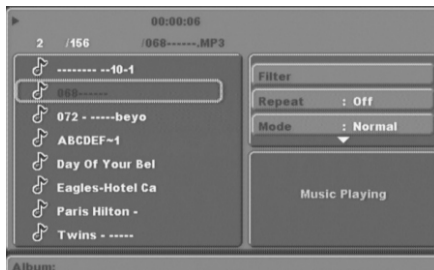 00:00:06
2 /156 /068------.MP3
-------- --10-1
068------
072 - -----beyo
ABCDEF~1
Day Of Your Bel
Eagles-Hotel Ca
Paris Hilton -
Twins - -----
Filter
Repeat : Off
Mode : Normal
Music Playing
Album: